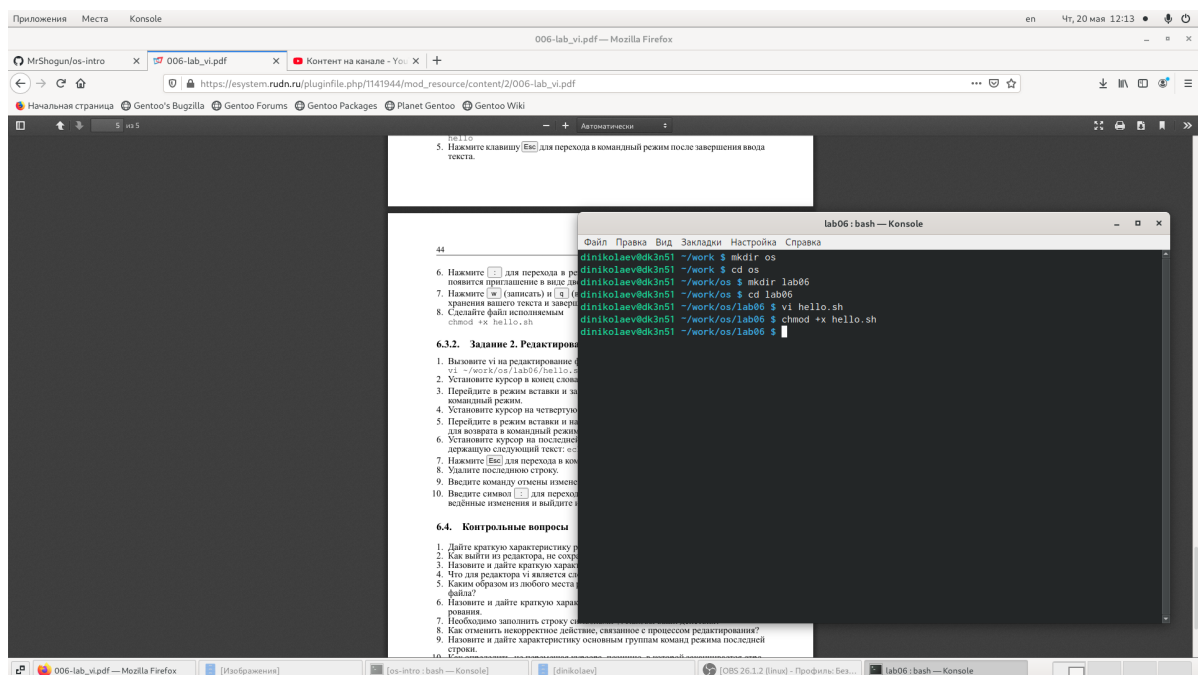 Приложения Места Konsole en Чт, 20 мая 12:13
006-lab_vi.pdf — Mozilla Firefox
MrShogun/os-intro 006-lab_vi.pdf Контент на канале - You
https://esystem.rudn.ru/pluginfile.php/1141944/mod_resource/content/2/006-lab_vi.pdf
Начальная страница Gentoo's Bugzilla Gentoo Forums Gentoo Packages Planet Gentoo Gentoo Wiki
5 из 5 Автоматически
hello
5. Нажмите клавишу Esc для перехода в командный режим после завершения ввода
текста.
44
6. Нажмите : для перехода в ре
появится приглашение в виде дв
7. Нажмите w (записать) и q (в
хранения вашего текста и заверш
8. Сделайте файл исполняемым
chmod +x hello.sh
6.3.2. Задание 2. Редактирова
1. Вызовите vi на редактирование ф
vi ~/work/os/lab06/hello.s
2. Установите курсор в конец слова
3. Перейдите в режим вставки и за
командный режим.
4. Установите курсор на четвертую
5. Перейдите в режим вставки и на
для возврата в командный режим
6. Установите курсор на последней
держащую следующий текст: ec
7. Нажмите Esc для перехода в ком
8. Удалите последнюю строку.
9. Введите команду отмены измене
10. Введите символ : для переход
ведённые изменения и выйдите и
6.4. Контрольные вопросы
1. Дайте краткую характеристику р
2. Как выйти из редактора, не сохр
3. Назовите и дайте краткую харак
4. Что для редактора vi является сл
5. Каким образом из любого места р
файла?
6. Назовите и дайте краткую харак
рования.
7. Необходимо заполнить строку
8. Как отменить некорректное действие, связанное с процессом редактирования?
9. Назовите и дайте характеристику основным группам команд режима последней
строки.
lab06 : bash — Konsole
Файл Правка Вид Закладки Настройка Справка
dinikolaev@dk3n51 ~/work $ mkdir os
dinikolaev@dk3n51 ~/work $ cd os
dinikolaev@dk3n51 ~/work/os $ mkdir lab06
dinikolaev@dk3n51 ~/work/os $ cd lab06
dinikolaev@dk3n51 ~/work/os/lab06 $ vi hello.sh
dinikolaev@dk3n51 ~/work/os/lab06 $ chmod +x hello.sh
dinikolaev@dk3n51 ~/work/os/lab06 $
006-lab_vi.pdf — Mozilla Firefox [Изображения] [os-intro : bash — Konsole] [dinikolaev] [OBS 26.1.2 (linux) - Профиль: Без... lab06 : bash — Konsole